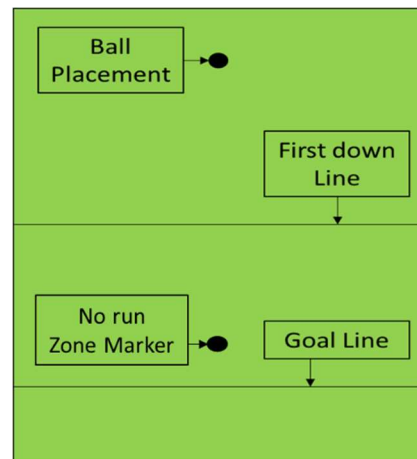 Ball
Placement
First down
Line
No run
Zone Marker
Goal Line